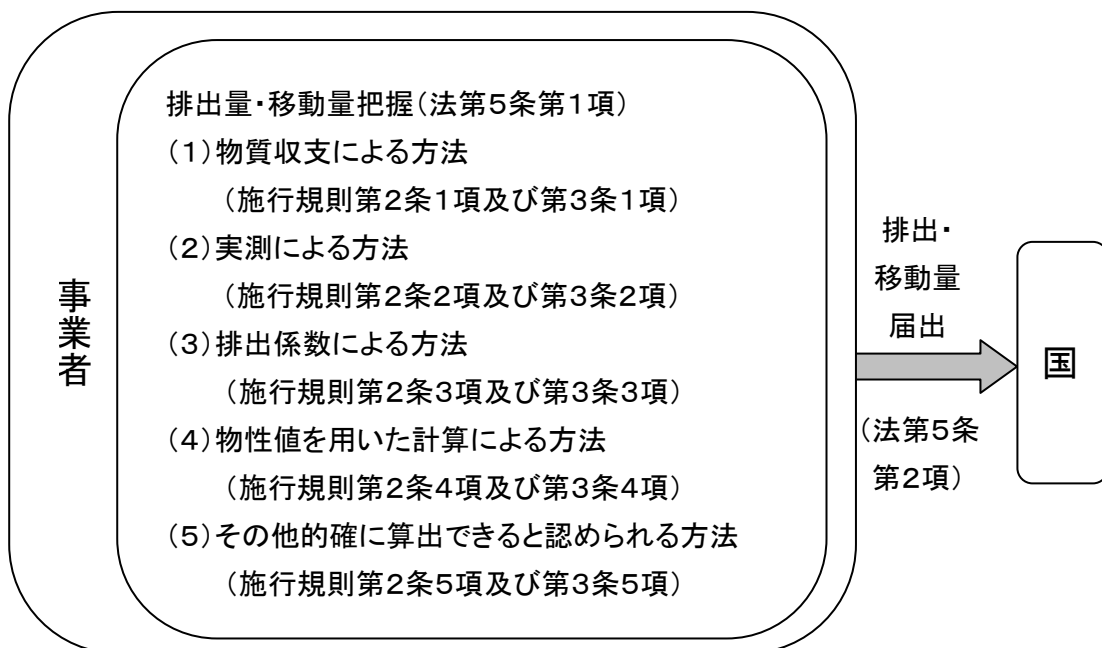 事業者
排出量・移動量把握(法第5条第1項)
(1)物質収支による方法
(施行規則第2条1項及び第3条1項)
(2)実測による方法
(施行規則第2条2項及び第3条2項)
(3)排出係数による方法
(施行規則第2条3項及び第3条3項)
(4)物性値を用いた計算による方法
(施行規則第2条4項及び第3条4項)
(5)その他的確に算出できると認められる方法
(施行規則第2条5項及び第3条5項)
排出・
移動量
届出
(法第5条
第2項)
国